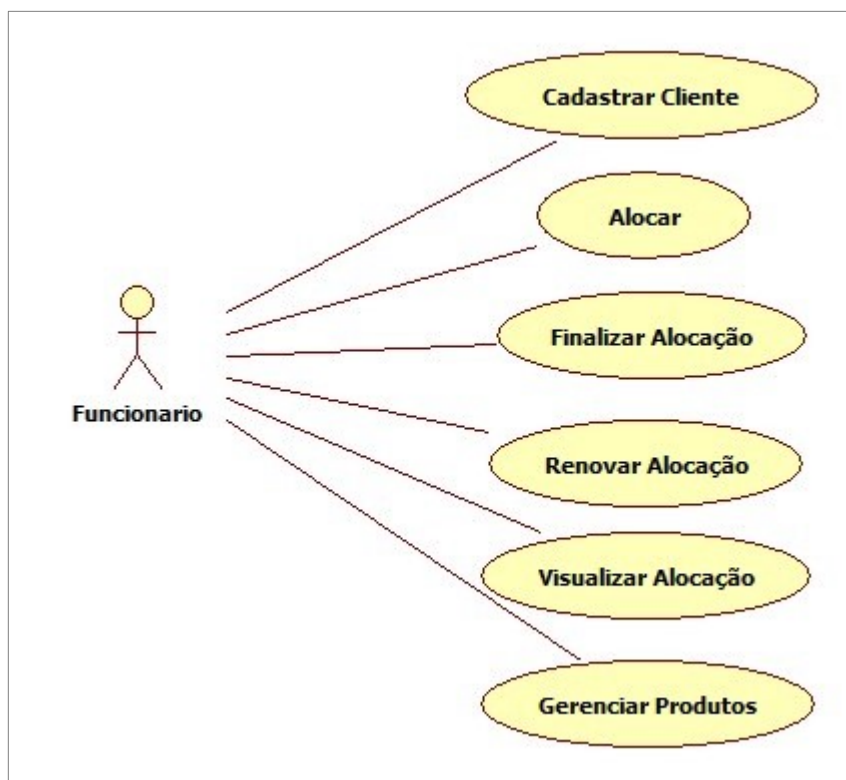 Cadastrar Cliente
Alocar
Finalizar Alocação
Funcionario
Renovar Alocação
Visualizar Alocação
Gerenciar Produtos